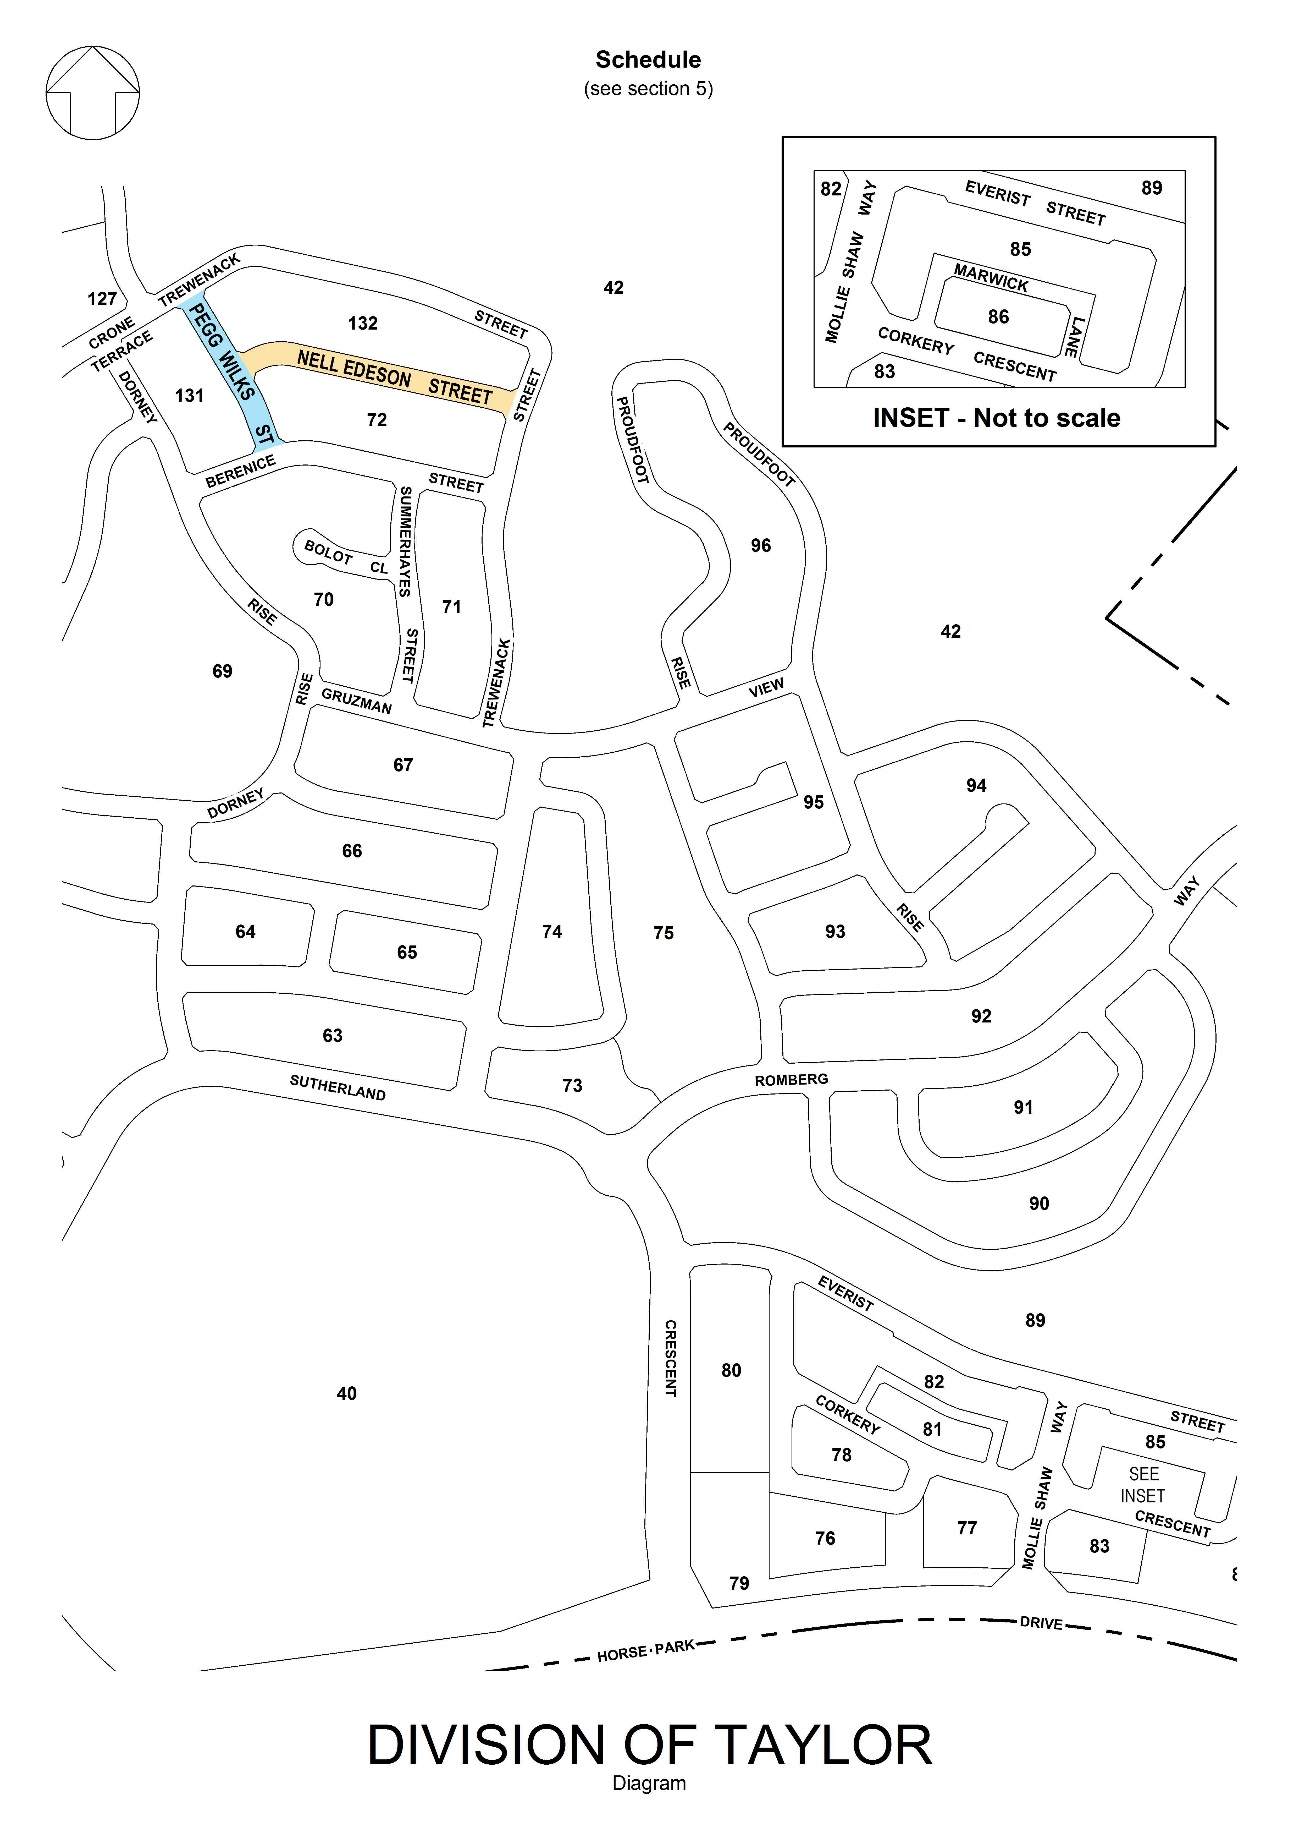 Schedule
(see section 5)
82
MOLLIE SHAW WAY
EVERIST STREET
89
85
MARWICK
LANE
86
CORKERY CRESCENT
83
INSET - Not to scale
127
CRONE
TERRACE
TREWENACK
STREET
STREET
42
132
PEGG WILKS ST
NELL EDESON STREET
131
DORNEY
72
BERENICE
STREET
PROUDFOOT
PROUDFOOT
SUMMERHAYES
STREET
BOLOT CL
96
70
71
RISE
42
69
RISE
GRUZMAN
TREWENACK
RISE
VIEW
67
94
DORNEY
95
66
WAY
64
65
74
75
93
RISE
63
92
SUTHERLAND
73
ROMBERG
91
90
EVERIST
89
CRESCENT
80
40
82
CORKERY
81
WAY
STREET
78
85
SEE
INSET
MOLLIE SHAW
CRESCENT
76
77
83
79
HORSE PARK
DRIVE
DIVISION OF TAYLOR
Diagram